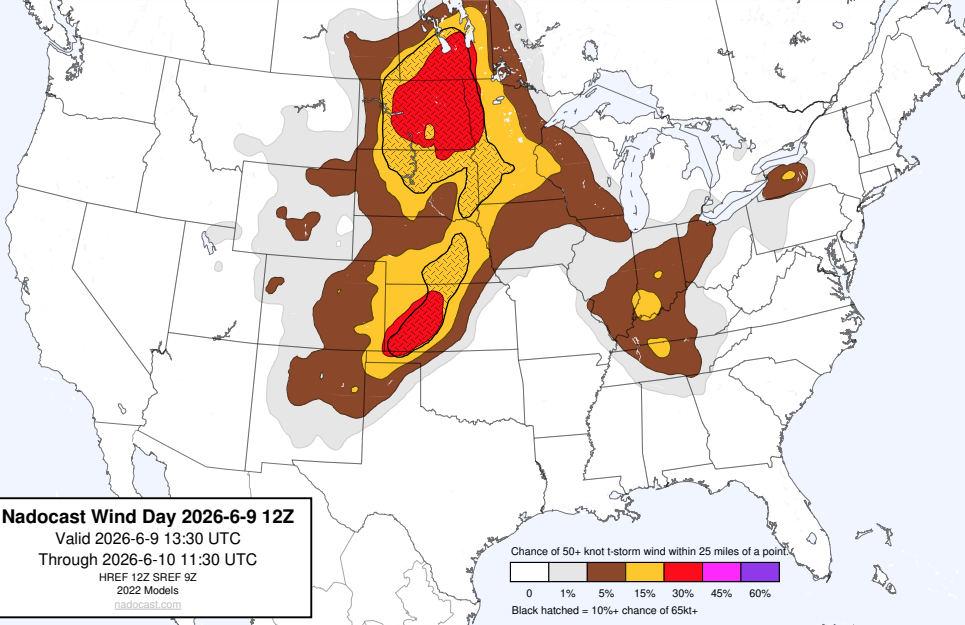 Nadocast Wind Day 2026-6-9 12Z
Valid 2026-6-9 13:30 UTC
Through 2026-6-10 11:30 UTC
HREF 12Z SREF 9Z
2022 Models
nadocast.com
Chance of 50+ knot t-storm wind within 25 miles of a point.
0 1% 5% 15% 30% 45% 60%
Black hatched = 10%+ chance of 65kt+